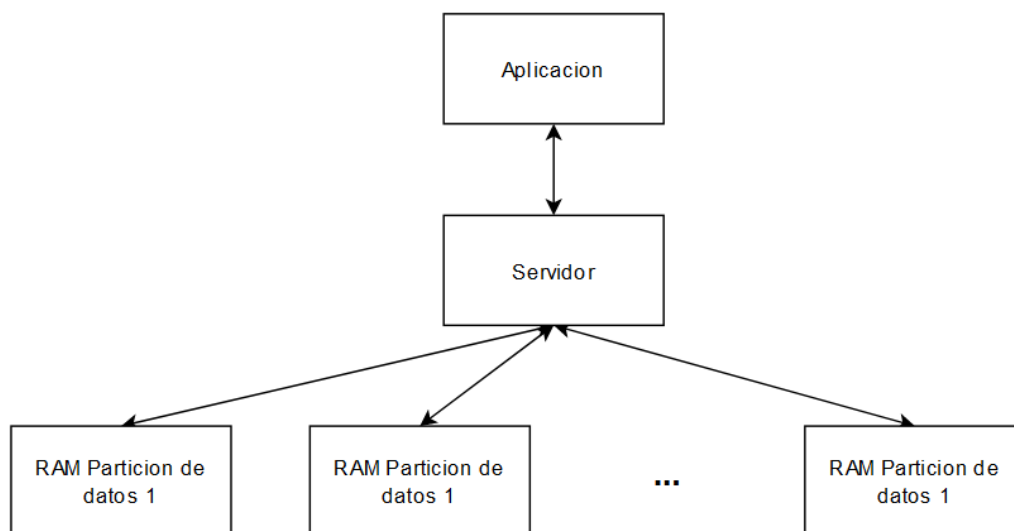 Aplicacion
Servidor
RAM Particion de
datos 1
RAM Particion de
datos 1
...
RAM Particion de
datos 1